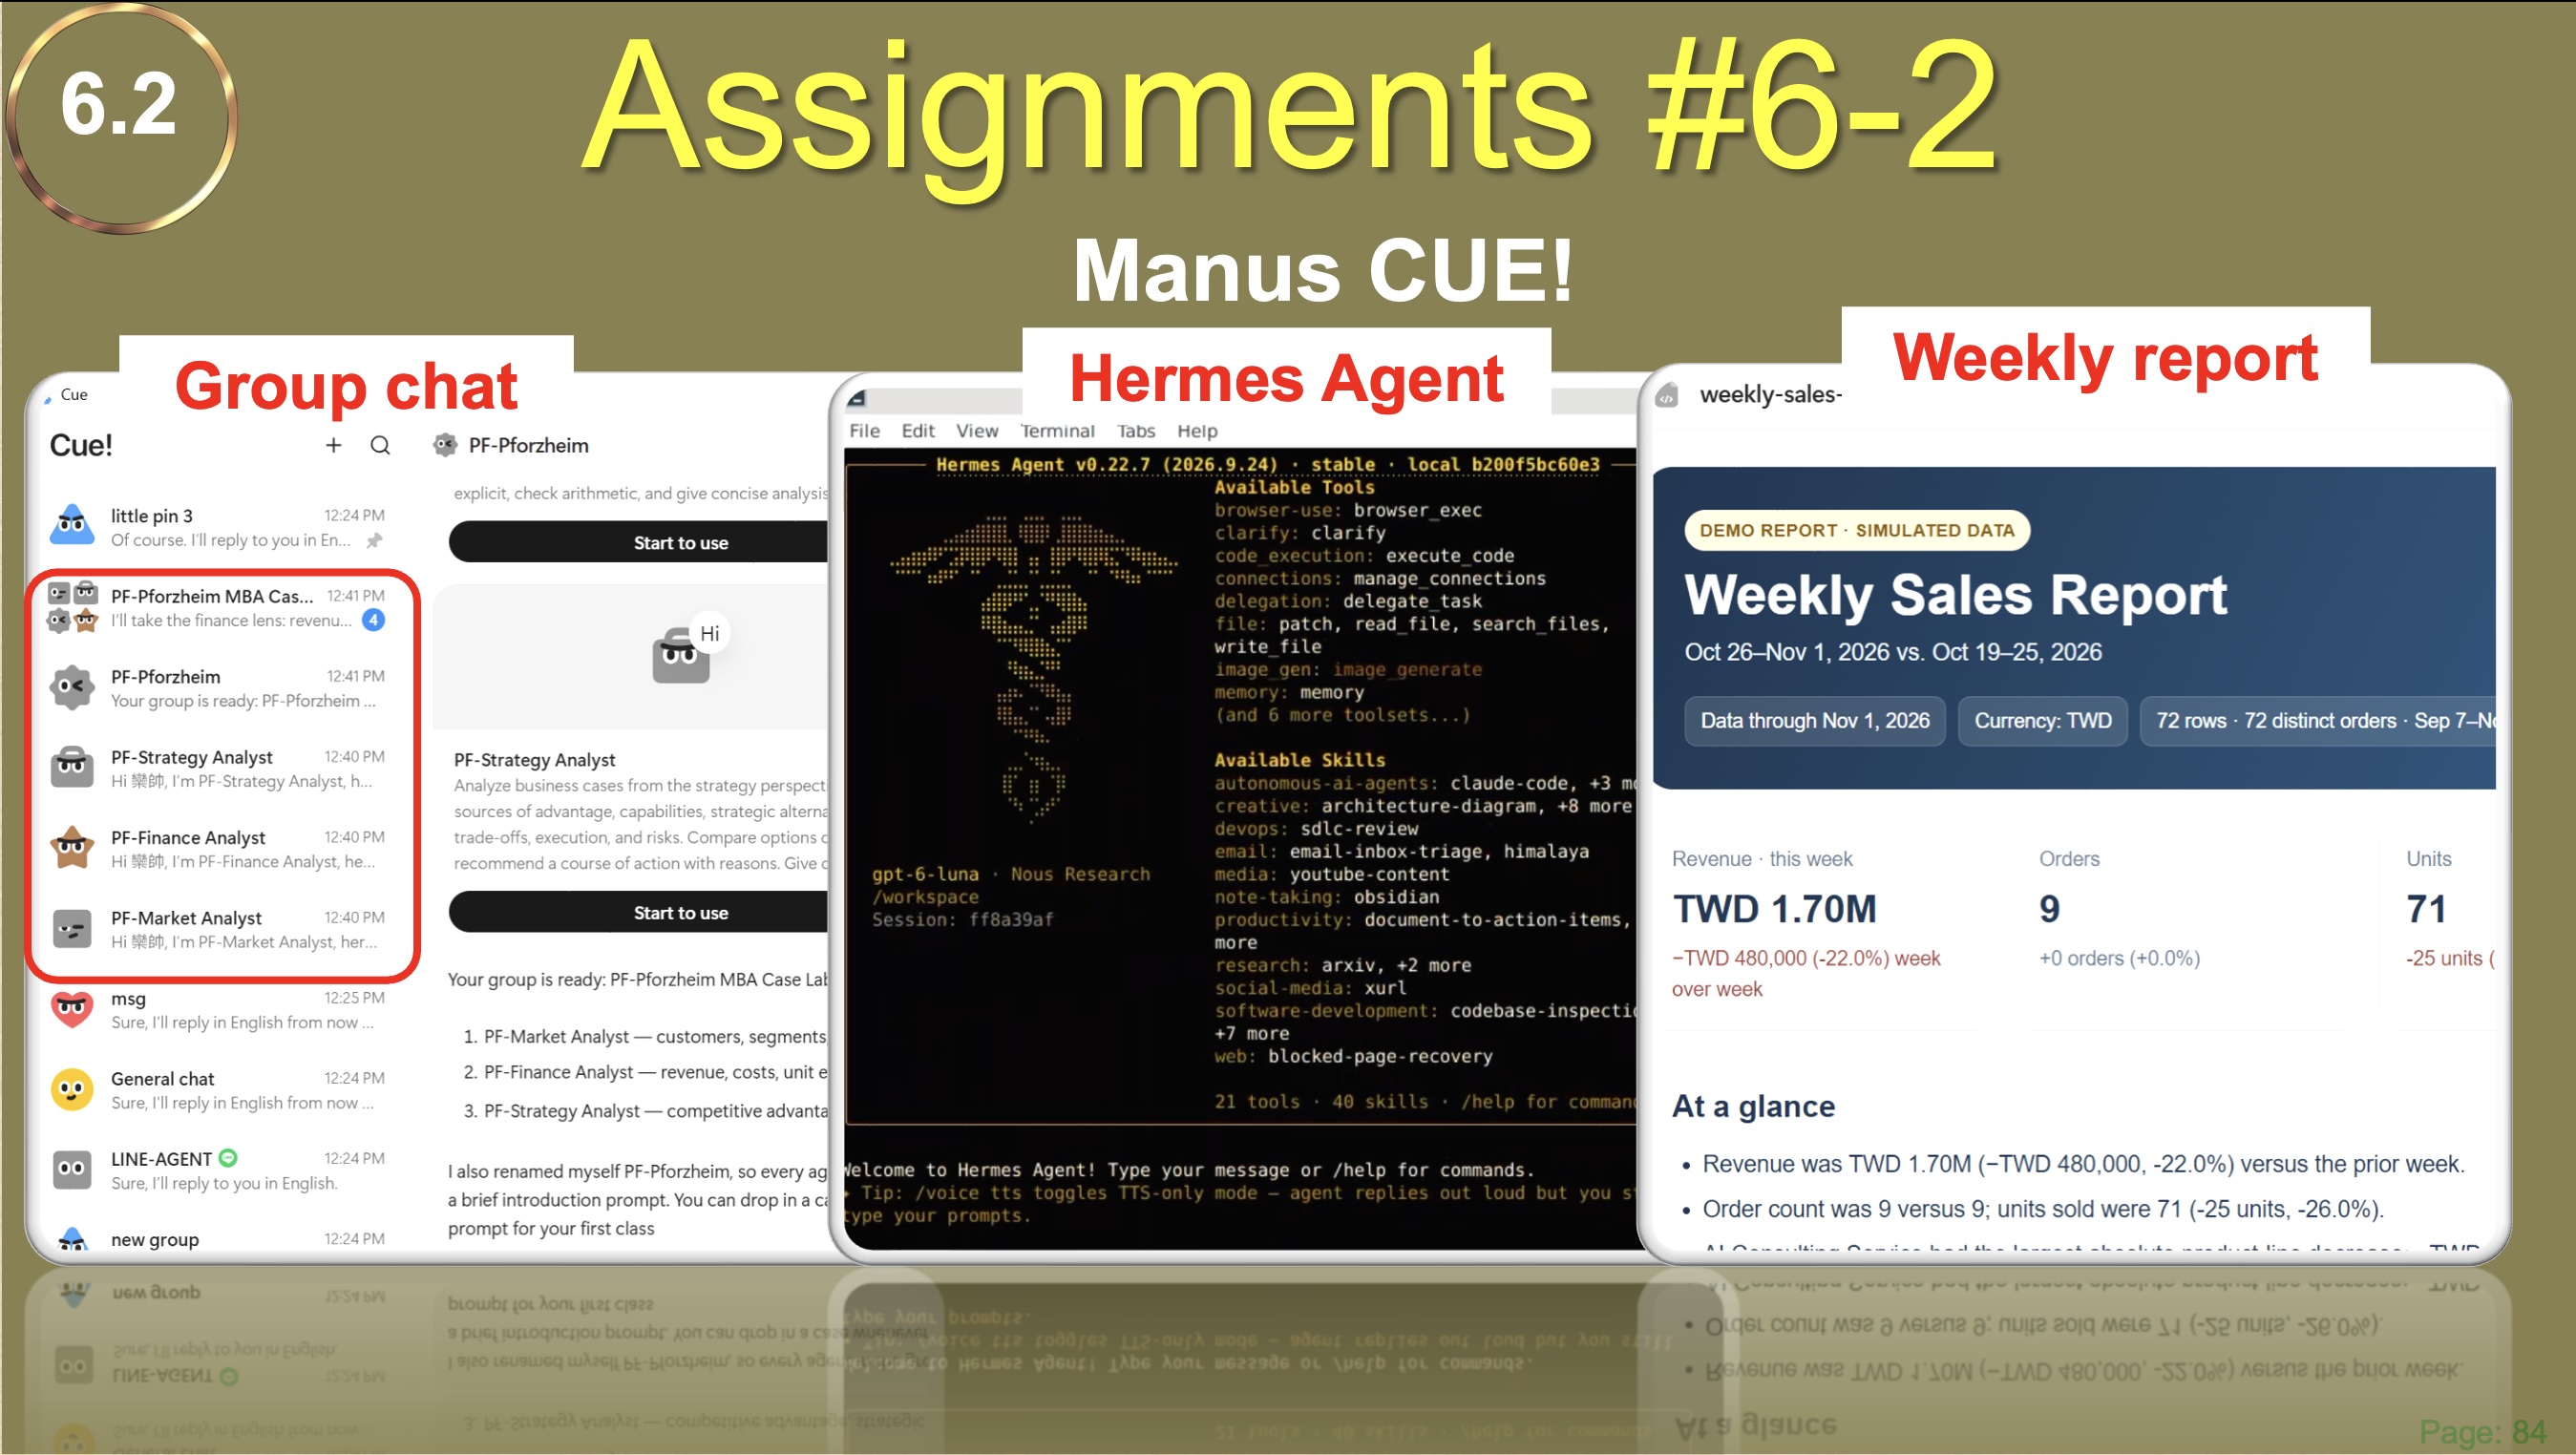 6.2
Assignments #6-2
Manus CUE!
Group chat
Cue
Cue!
little pin 3 12:24 PM
Of course. I'll reply to you in En...
PF-Pforzheim MBA Cas... 12:41 PM
I'll take the finance lens: revenu... 4
PF-Pforzheim 12:41 PM
Your group is ready: PF-Pforzheim ...
PF-Strategy Analyst 12:40 PM
Hi 欒帥, I'm PF-Strategy Analyst, h...
PF-Finance Analyst 12:40 PM
Hi 欒帥, I'm PF-Finance Analyst, he...
PF-Market Analyst 12:40 PM
Hi 欒帥, I'm PF-Market Analyst, her...
msg 12:25 PM
Sure, I'll reply in English from now ...
General chat 12:24 PM
Sure, I'll reply in English from now ...
LINE-AGENT 12:24 PM
Sure, I'll reply to you in English.
new group 12:24 PM
PF-Pforzheim
explicit, check arithmetic, and give concise analysis
Start to use
Hi
PF-Strategy Analyst
Analyze business cases from the strategy perspecti
sources of advantage, capabilities, strategic alterna
trade-offs, execution, and risks. Compare options
recommend a course of action with reasons. Give
Start to use
Your group is ready: PF-Pforzheim MBA Case Lab
1. PF-Market Analyst — customers, segments,
2. PF-Finance Analyst — revenue, costs, unit e
3. PF-Strategy Analyst — competitive advanta
I also renamed myself PF-Pforzheim, so every ag
a brief introduction prompt. You can drop in a ca
prompt for your first class
Hermes Agent
File Edit View Terminal Tabs Help
Hermes Agent v0.22.7 (2026.9.24) · stable · local b200f5bc60e3
Available Tools
browser-use: browser_exec
clarify: clarify
code_execution: execute_code
connections: manage_connections
delegation: delegate_task
file: patch, read_file, search_files,
write_file
image_gen: image_generate
memory: memory
(and 6 more toolsets...)
Available Skills
autonomous-ai-agents: claude-code, +3 mo
creative: architecture-diagram, +8 more
devops: sdlc-review
email: email-inbox-triage, himalaya
media: youtube-content
note-taking: obsidian
productivity: document-to-action-items,
more
research: arxiv, +2 more
social-media: xurl
software-development: codebase-inspectio
+7 more
web: blocked-page-recovery
21 tools · 40 skills · /help for comman
gpt-6-luna · Nous Research
/workspace
Session: ff8a39af
Welcome to Hermes Agent! Type your message or /help for commands.
Tip: /voice tts toggles TTS-only mode — agent replies out loud but you st
type your prompts.
Weekly report
weekly-sales-
DEMO REPORT · SIMULATED DATA
Weekly Sales Report
Oct 26–Nov 1, 2026 vs. Oct 19–25, 2026
Data through Nov 1, 2026 Currency: TWD 72 rows · 72 distinct orders · Sep 7–No
Revenue · this week
TWD 1.70M
−TWD 480,000 (-22.0%) week
over week
Orders
9
+0 orders (+0.0%)
Units
71
-25 units (
At a glance
• Revenue was TWD 1.70M (−TWD 480,000, -22.0%) versus the prior week.
• Order count was 9 versus 9; units sold were 71 (-25 units, -26.0%).
AI Consulting Service had the largest absolute product-line decrease: −TWD
Page: 84